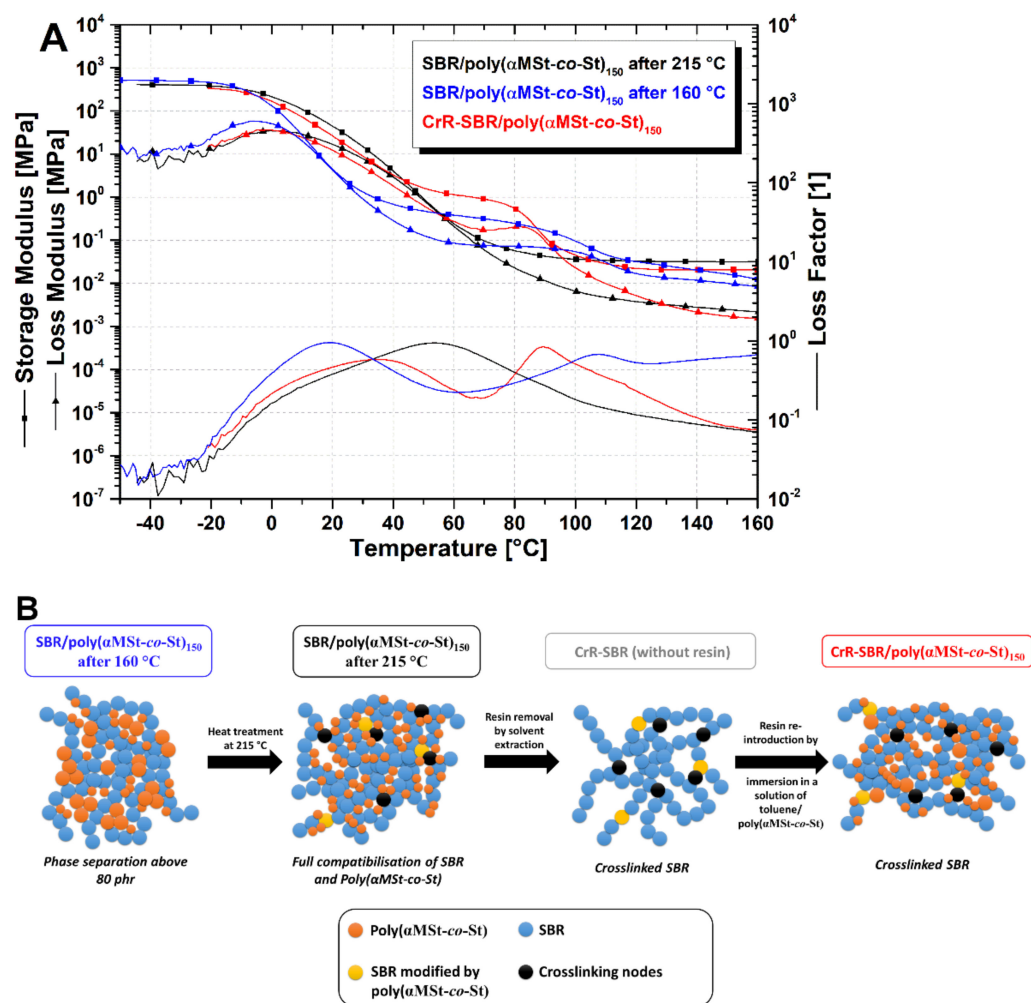 A
10⁴
10³
10²
10¹
10⁰
10⁻¹
10⁻²
10⁻³
10⁻⁴
10⁻⁵
10⁻⁶
10⁻⁷
Storage Modulus [MPa]
Loss Modulus [MPa]
SBR/poly(αMSt-co-St)₁₅₀ after 215 °C
SBR/poly(αMSt-co-St)₁₅₀ after 160 °C
CrR-SBR/poly(αMSt-co-St)₁₅₀
10⁴
10³
10²
10¹
10⁰
10⁻¹
10⁻²
Loss Factor [1]
-40 -20 0 20 40 60 80 100 120 140 160
Temperature [°C]
B
SBR/poly(αMSt-co-St)₁₅₀
after 160 °C
SBR/poly(αMSt-co-St)₁₅₀
after 215 °C
CrR-SBR (without resin)
CrR-SBR/poly(αMSt-co-St)₁₅₀
Heat treatment
at 215 °C
Resin removal
by solvent
extraction
Resin re-
introduction by
immersion in a
solution of
toluene/
poly(αMSt-co-St)
Phase separation above
80 phr
Full compatibilisation of SBR
and Poly(αMSt-co-St)
Crosslinked SBR
Crosslinked SBR
Poly(αMSt-co-St)
SBR
SBR modified by
poly(αMSt-co-St)
Crosslinking nodes